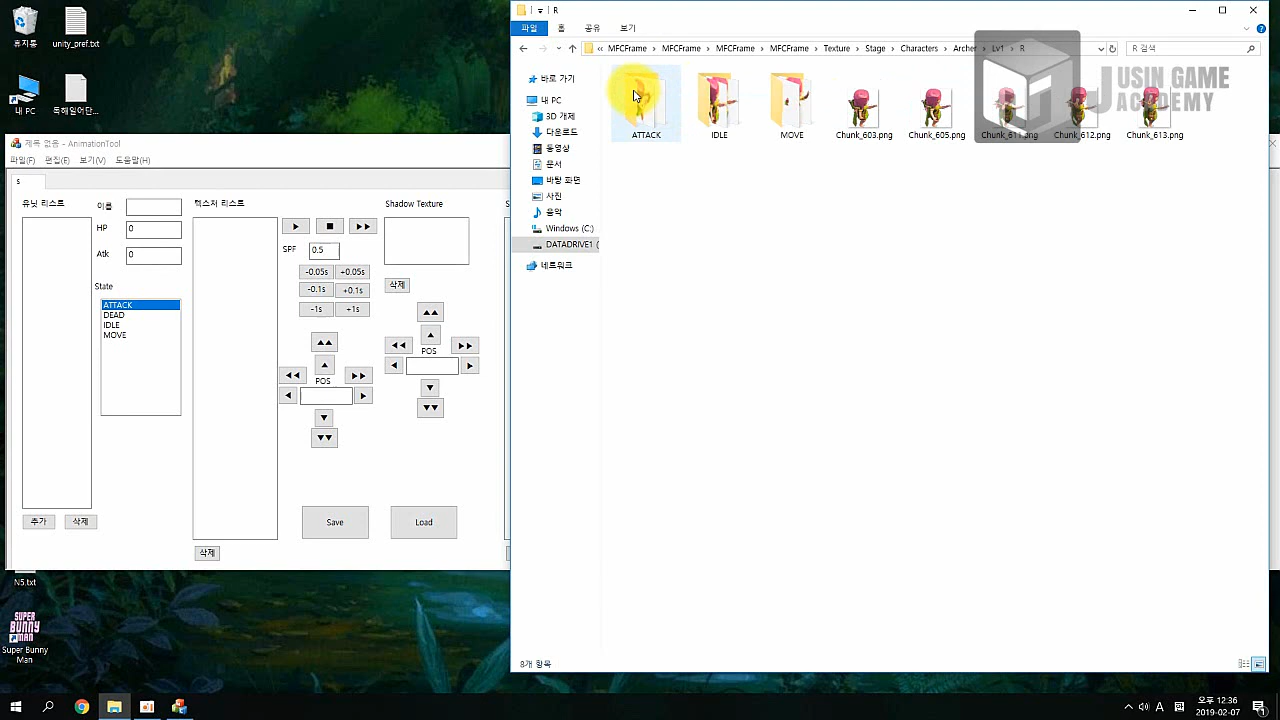 휴지통
unity_pref.txt
내 PC
독해일어단...
제목 없음 - AnimationTool
파일(F) 편집(E) 보기(V) 도움말(H)
s
유닛 리스트
이름
HP
0
Atk
0
State
ATTACK
DEAD
IDLE
MOVE
텍스처 리스트
SPF
0.5
-0.05s
+0.05s
-0.1s
+0.1s
-1s
+1s
POS
Shadow Texture
삭제
POS
추가
삭제
삭제
Save
Load
N5.txt
SUPER
BUNNY
MAN
Super Bunny
Man
R
파일 홈 공유 보기
« MFCFrame › MFCFrame › MFCFrame › MFCFrame › Texture › Stage › Characters › Archer › Lv1 › R
R 검색
바로 가기
내 PC
3D 개체
다운로드
동영상
문서
바탕 화면
사진
음악
Windows (C:)
DATADRIVE1 (
네트워크
ATTACK
IDLE
MOVE
Chunk_603.png
Chunk_605.png
Chunk_611.png
Chunk_612.png
Chunk_613.png
JUSIN GAME
ACADEMY
8개 항목
A
오후 12:36
2019-02-07